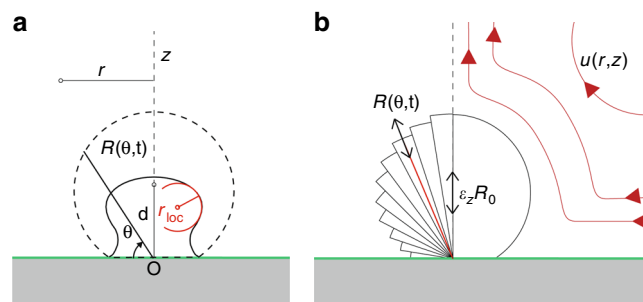 a
z
r
R(θ,t)
d
r_loc
θ
O
b
u(r,z)
R(θ,t)
ε_zR_0